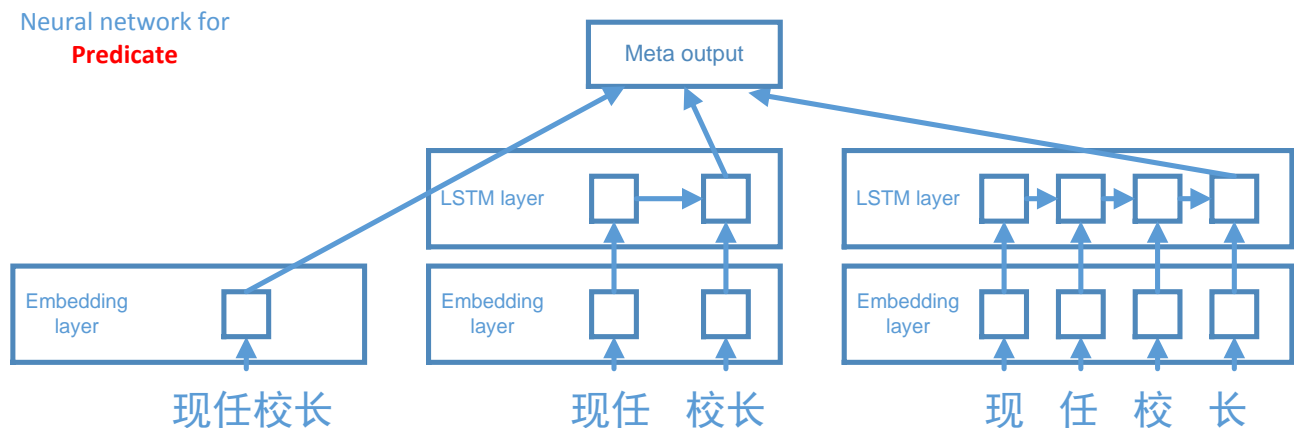 Neural network for
Predicate
Meta output
LSTM layer
LSTM layer
Embedding
layer
Embedding
layer
Embedding
layer
现任校长
现任 校长
现 任 校 长